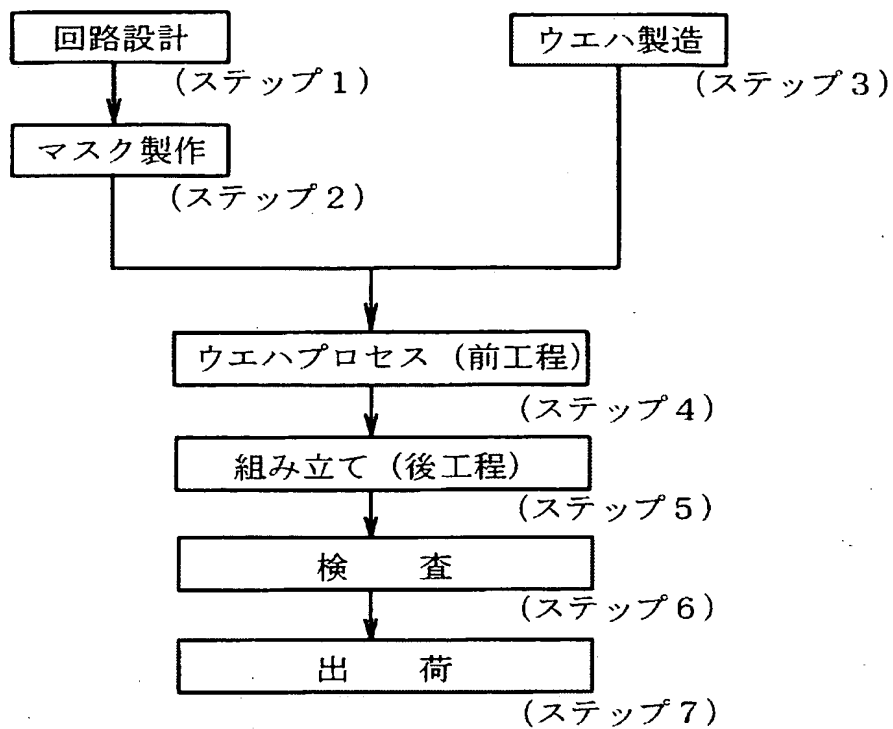 回路設計
(ステップ1)
ウエハ製造
(ステップ3)
マスク製作
(ステップ2)
ウエハプロセス (前工程)
(ステップ4)
組み立て (後工程)
(ステップ5)
検 査
(ステップ6)
出 荷
(ステップ7)